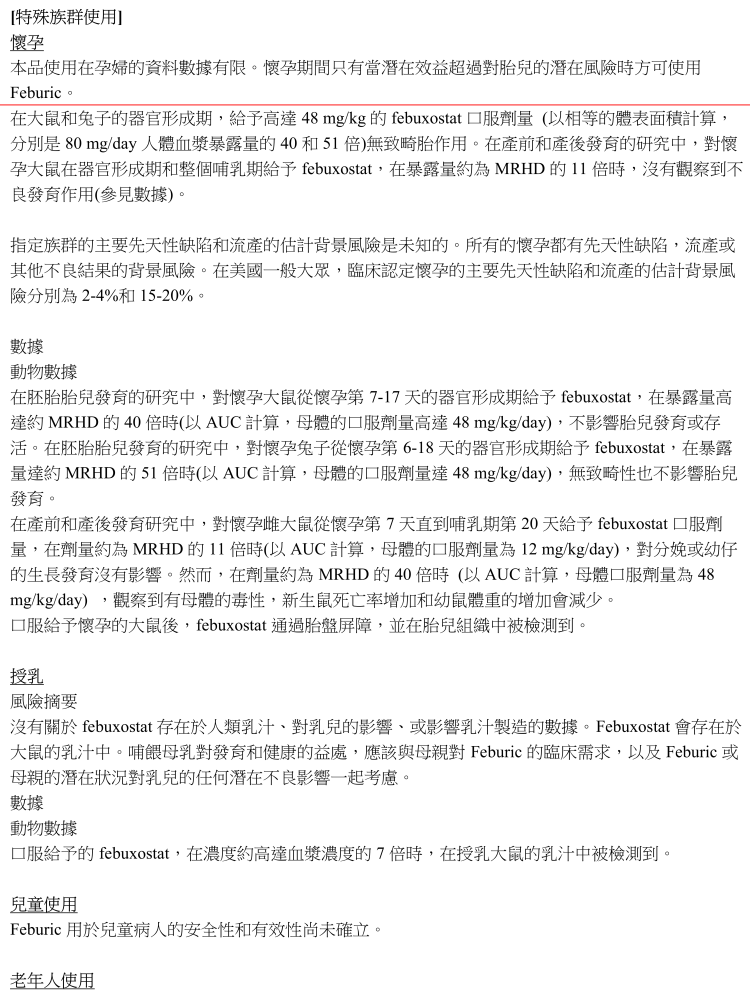 [特殊族群使用]
懷孕
本品使用在孕婦的資料數據有限。懷孕期間只有當潛在效益超過對胎兒的潛在風險時方可使用
Feburic。
在大鼠和兔子的器官形成期，給予高達 48 mg/kg 的 febuxostat 口服劑量 (以相等的體表面積計算，
分別是 80 mg/day 人體血漿暴露量的 40 和 51 倍)無致畸胎作用。在產前和產後發育的研究中，對懷
孕大鼠在器官形成期和整個哺乳期給予 febuxostat，在暴露量約為 MRHD 的 11 倍時，沒有觀察到不
良發育作用(參見數據)。
指定族群的主要先天性缺陷和流產的估計背景風險是未知的。所有的懷孕都有先天性缺陷，流產或
其他不良結果的背景風險。在美國一般大眾，臨床認定懷孕的主要先天性缺陷和流產的估計背景風
險分別為 2-4%和 15-20%。
數據
動物數據
在胚胎胎兒發育的研究中，對懷孕大鼠從懷孕第 7-17 天的器官形成期給予 febuxostat，在暴露量高
達約 MRHD 的 40 倍時(以 AUC 計算，母體的口服劑量高達 48 mg/kg/day)，不影響胎兒發育或存
活。在胚胎胎兒發育的研究中，對懷孕兔子從懷孕第 6-18 天的器官形成期給予 febuxostat，在暴露
量達約 MRHD 的 51 倍時(以 AUC 計算，母體的口服劑量達 48 mg/kg/day)，無致畸性也不影響胎兒
發育。
在產前和產後發育研究中，對懷孕雌大鼠從懷孕第 7 天直到哺乳期第 20 天給予 febuxostat 口服劑
量，在劑量約為 MRHD 的 11 倍時(以 AUC 計算，母體的口服劑量為 12 mg/kg/day)，對分娩或幼仔
的生長發育沒有影響。然而，在劑量約為 MRHD 的 40 倍時 (以 AUC 計算，母體口服劑量為 48
mg/kg/day) ，觀察到有母體的毒性，新生鼠死亡率增加和幼鼠體重的增加會減少。
口服給予懷孕的大鼠後，febuxostat 通過胎盤屏障，並在胎兒組織中被檢測到。
授乳
風險摘要
沒有關於 febuxostat 存在於人類乳汁、對乳兒的影響、或影響乳汁製造的數據。Febuxostat 會存在於
大鼠的乳汁中。哺餵母乳對發育和健康的益處，應該與母親對 Feburic 的臨床需求，以及 Feburic 或
母親的潛在狀況對乳兒的任何潛在不良影響一起考慮。
數據
動物數據
口服給予的 febuxostat，在濃度約高達血漿濃度的 7 倍時，在授乳大鼠的乳汁中被檢測到。
兒童使用
Feburic 用於兒童病人的安全性和有效性尚未確立。
老年人使用